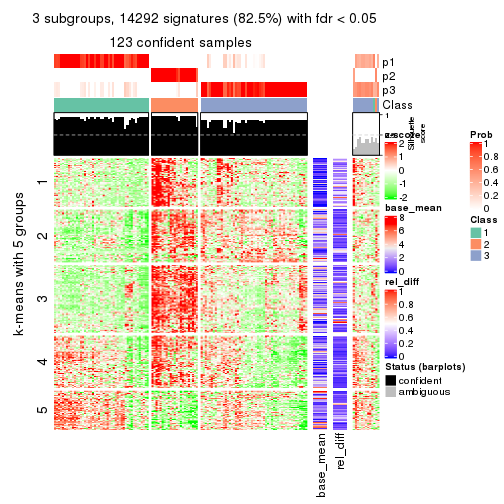 3 subgroups, 14292 signatures (82.5%) with fdr < 0.05
123 confident samples
p1
p2
p3
Class
1
Silhouette
score
k-means with 5 groups
1
2
3
4
5
base_mean
rel_diff
z-score
2
1
0
-1
-2
base_mean
8
6
4
2
0
rel_diff
1
0.8
0.6
0.4
0.2
0
Status (barplots)
confident
ambiguous
Prob
1
0.8
0.6
0.4
0.2
0
Class
1
2
3